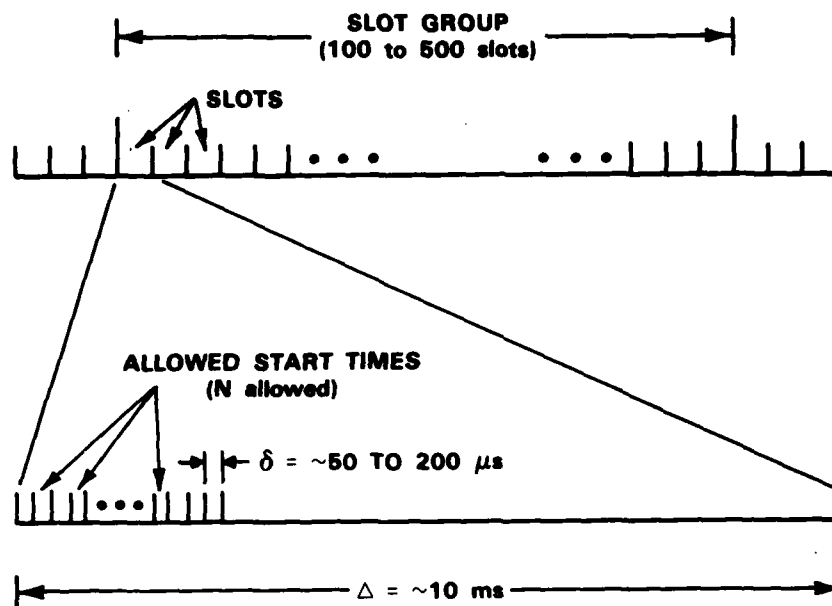 SLOT GROUP
(100 to 500 slots)
SLOTS
ALLOWED START TIMES
(N allowed)
δ = ~50 TO 200 μs
Δ = ~10 ms